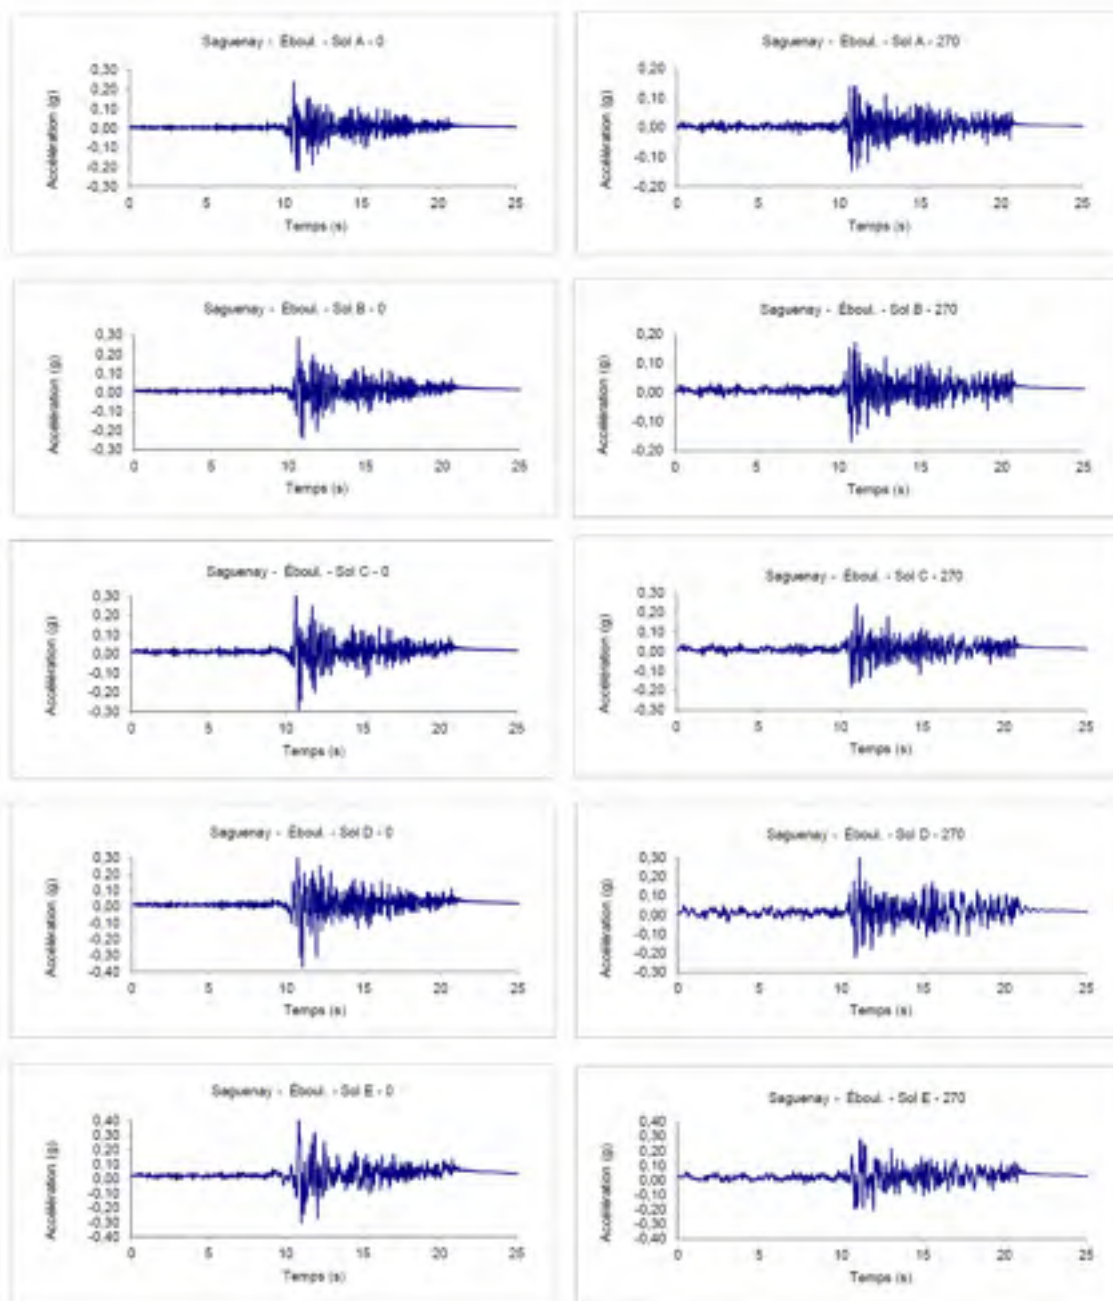 Saguenay - Éboul. - Sol A - 0
Accélération (g)
0,30
0,20
0,10
0,00
-0,10
-0,20
-0,30
0 5 10 15 20 25
Temps (s)
Saguenay - Éboul. - Sol A - 270
Accélération (g)
0,20
0,10
0,00
-0,10
-0,20
0 5 10 15 20 25
Temps (s)
Saguenay - Éboul. - Sol B - 0
Accélération (g)
0,30
0,20
0,10
0,00
-0,10
-0,20
-0,30
0 5 10 15 20 25
Temps (s)
Saguenay - Éboul. - Sol B - 270
Accélération (g)
0,20
0,10
0,00
-0,10
-0,20
0 5 10 15 20 25
Temps (s)
Saguenay - Éboul. - Sol C - 0
Accélération (g)
0,30
0,20
0,10
0,00
-0,10
-0,20
-0,30
0 5 10 15 20 25
Temps (s)
Saguenay - Éboul. - Sol C - 270
Accélération (g)
0,30
0,20
0,10
0,00
-0,10
-0,20
-0,30
0 5 10 15 20 25
Temps (s)
Saguenay - Éboul. - Sol D - 0
Accélération (g)
0,30
0,20
0,10
0,00
-0,10
-0,20
-0,30
-0,40
0 5 10 15 20 25
Temps (s)
Saguenay - Éboul. - Sol D - 270
Accélération (g)
0,30
0,20
0,10
0,00
-0,10
-0,20
-0,30
0 5 10 15 20 25
Temps (s)
Saguenay - Éboul. - Sol E - 0
Accélération (g)
0,40
0,30
0,20
0,10
0,00
-0,10
-0,20
-0,30
-0,40
0 5 10 15 20 25
Temps (s)
Saguenay - Éboul. - Sol E - 270
Accélération (g)
0,40
0,30
0,20
0,10
0,00
-0,10
-0,20
-0,30
-0,40
0 5 10 15 20 25
Temps (s)